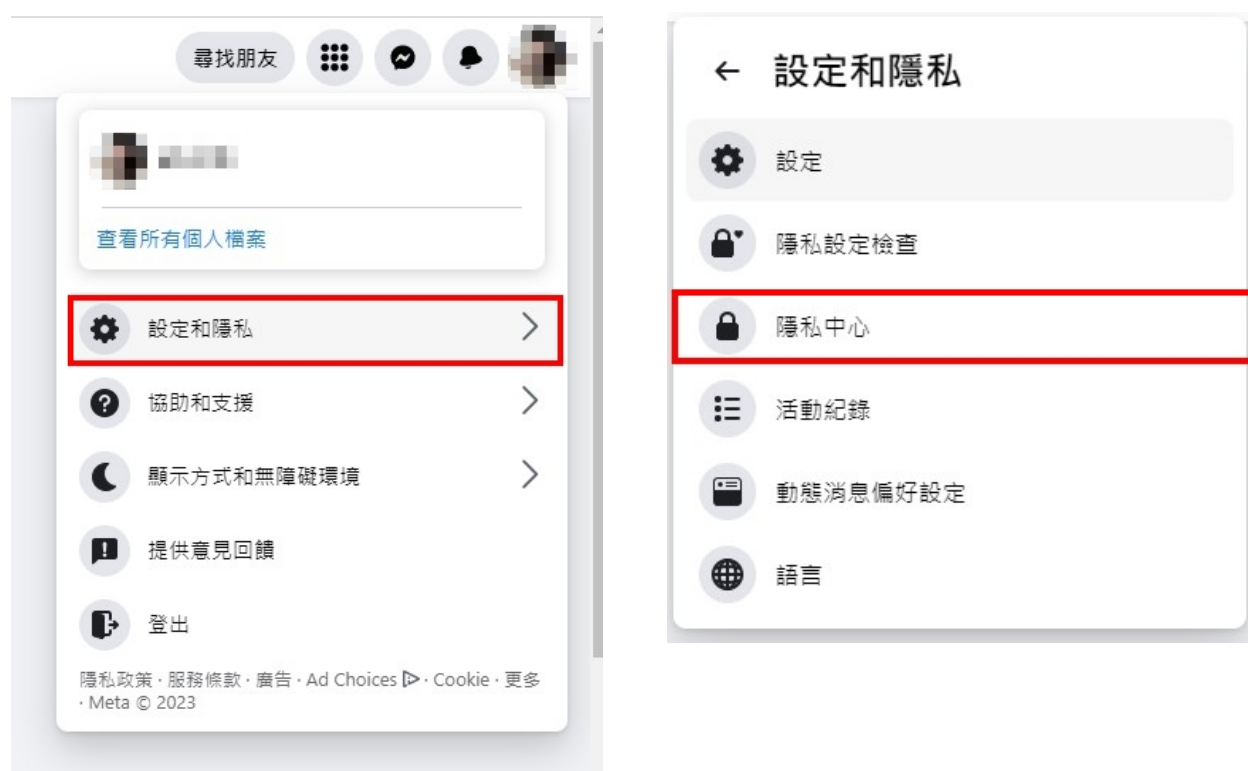 尋找朋友
查看所有個人檔案
設定和隱私
協助和支援
顯示方式和無障礙環境
提供意見回饋
登出
隱私政策 · 服務條款 · 廣告 · Ad Choices · Cookie · 更多
· Meta © 2023
設定和隱私
設定
隱私設定檢查
隱私中心
活動紀錄
動態消息偏好設定
語言